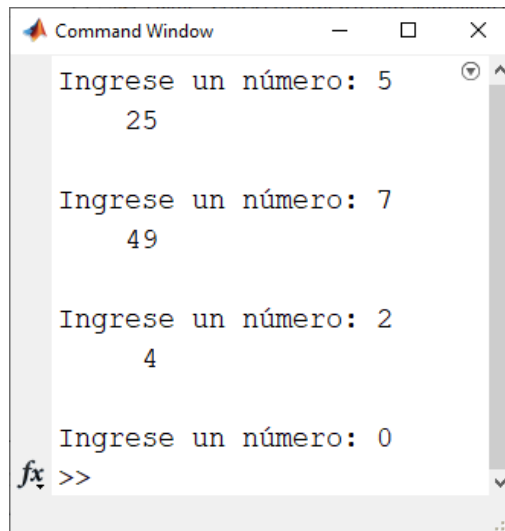 Command Window
Ingrese un número: 5
25
Ingrese un número: 7
49
Ingrese un número: 2
4
Ingrese un número: 0
fx >>